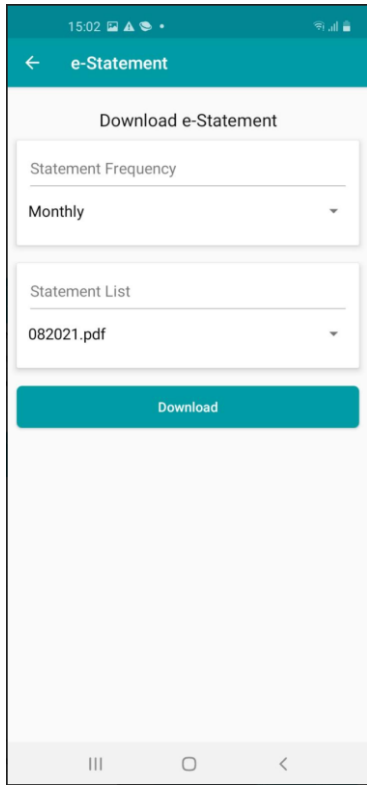 15:02
e-Statement
Download e-Statement
Statement Frequency
Monthly
Statement List
082021.pdf
Download